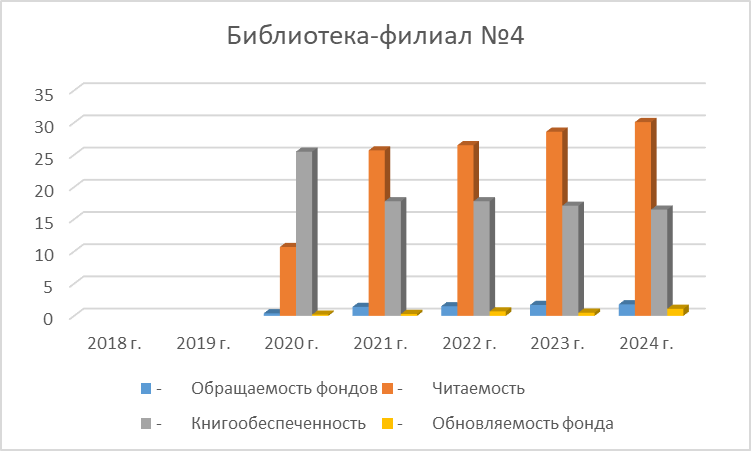 Библиотека-филиал №4
35
30
25
20
15
10
5
0
2018 г. 2019 г. 2020 г. 2021 г. 2022 г. 2023 г. 2024 г.
- Обращаемость фондов - Читаемость
- Книгообеспеченность - Обновляемость фонда